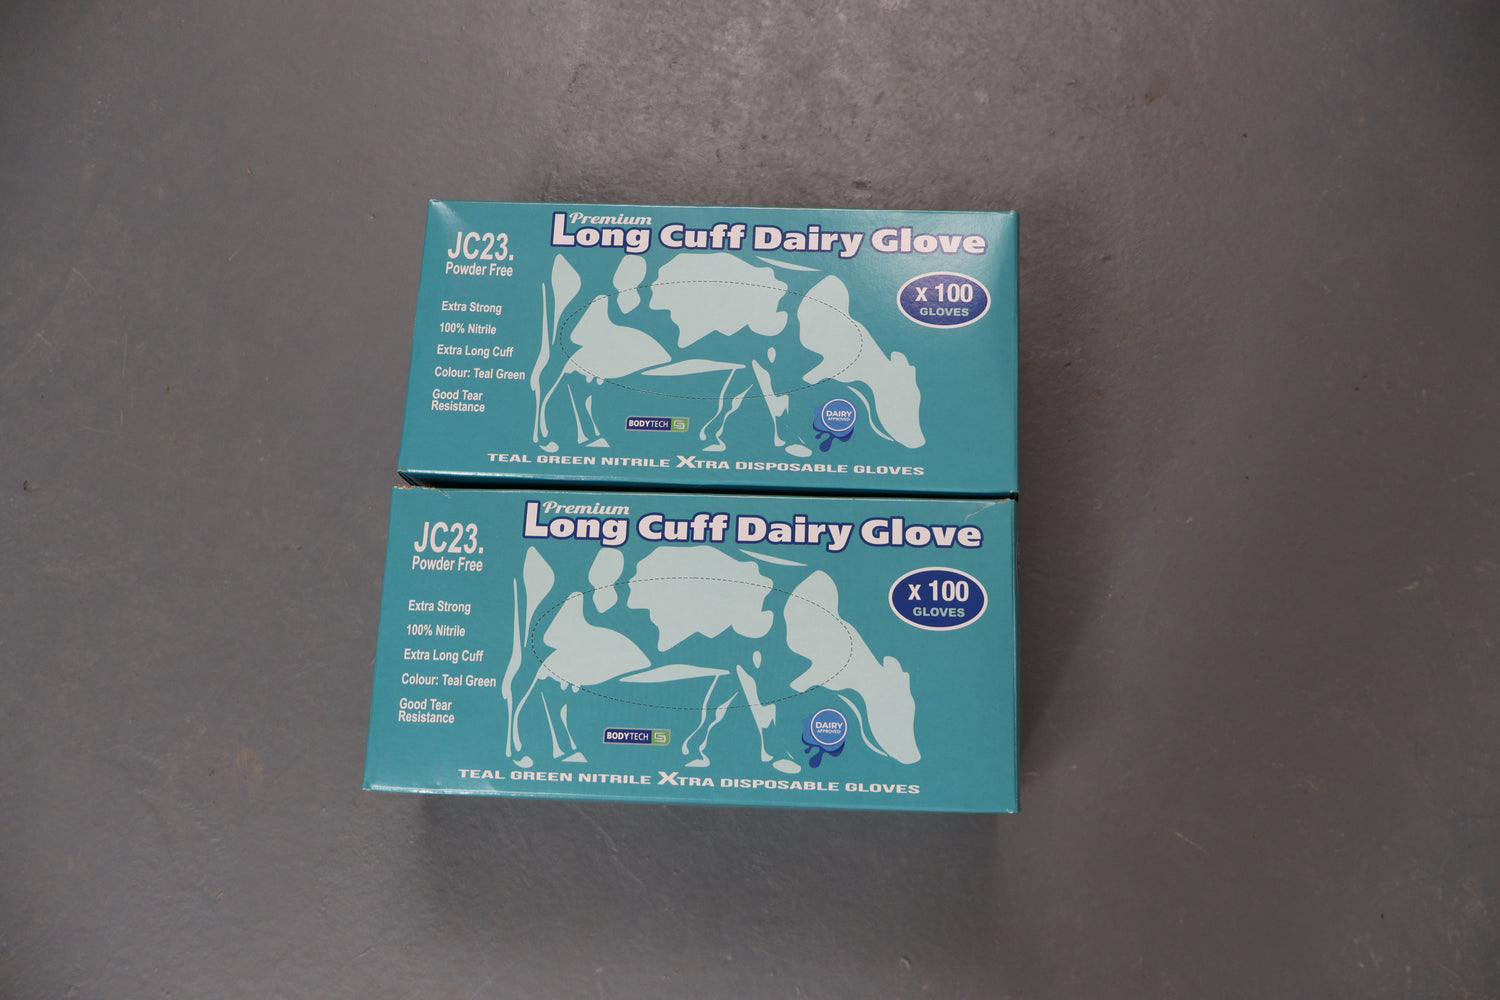 Premium
Long Cuff Dairy Glove
JC23.
Powder Free
x 100
GLOVES
Extra Strong
100% Nitrile
Extra Long Cuff
Colour: Teal Green
Good Tear
Resistance
BODYTECH
DAIRY
APPROVED
TEAL GREEN NITRILE XTRA DISPOSABLE GLOVES
Premium
Long Cuff Dairy Glove
JC23.
Powder Free
x 100
GLOVES
Extra Strong
100% Nitrile
Extra Long Cuff
Colour: Teal Green
Good Tear
Resistance
BODYTECH
DAIRY
APPROVED
TEAL GREEN NITRILE XTRA DISPOSABLE GLOVES